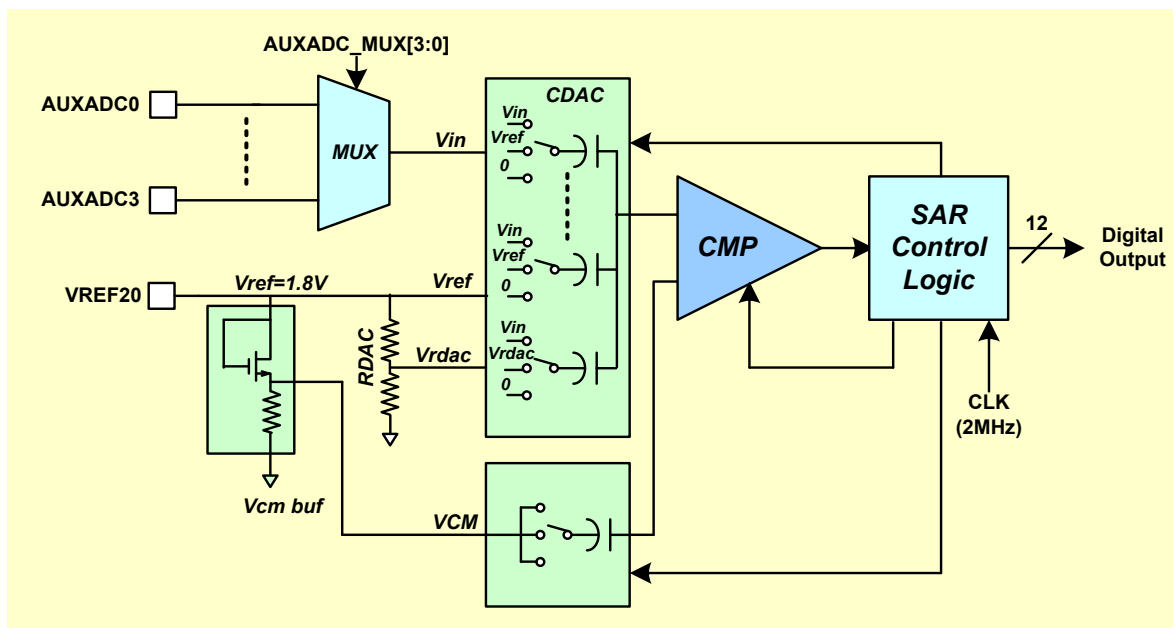 AUXADC_MUX[3:0]
AUXADC0
AUXADC3
MUX
Vin
CDAC
Vin
Vref
0
Vin
Vref
0
Vin
Vrdac
0
CMP
SAR
Control
Logic
12
Digital
Output
CLK
(2MHz)
VREF20
Vref=1.8V
Vref
RDAC
Vrdac
Vcm buf
VCM